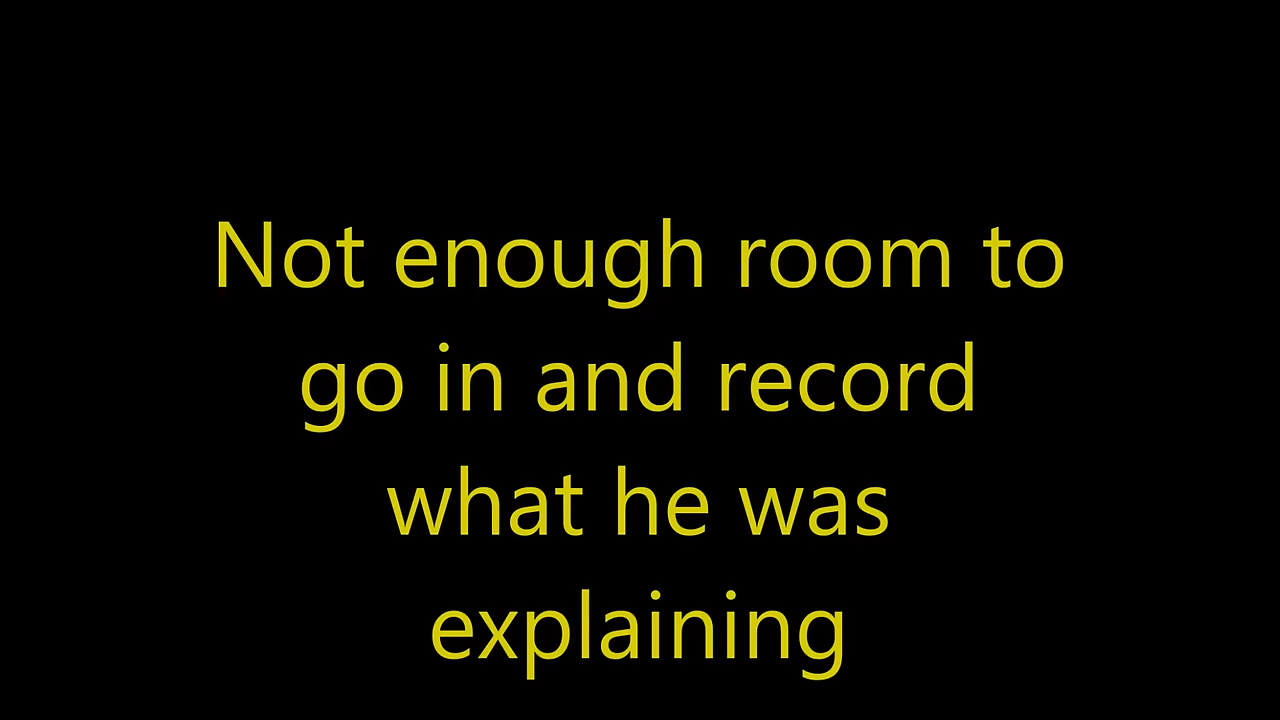 Not enough room to
go in and record
what he was
explaining